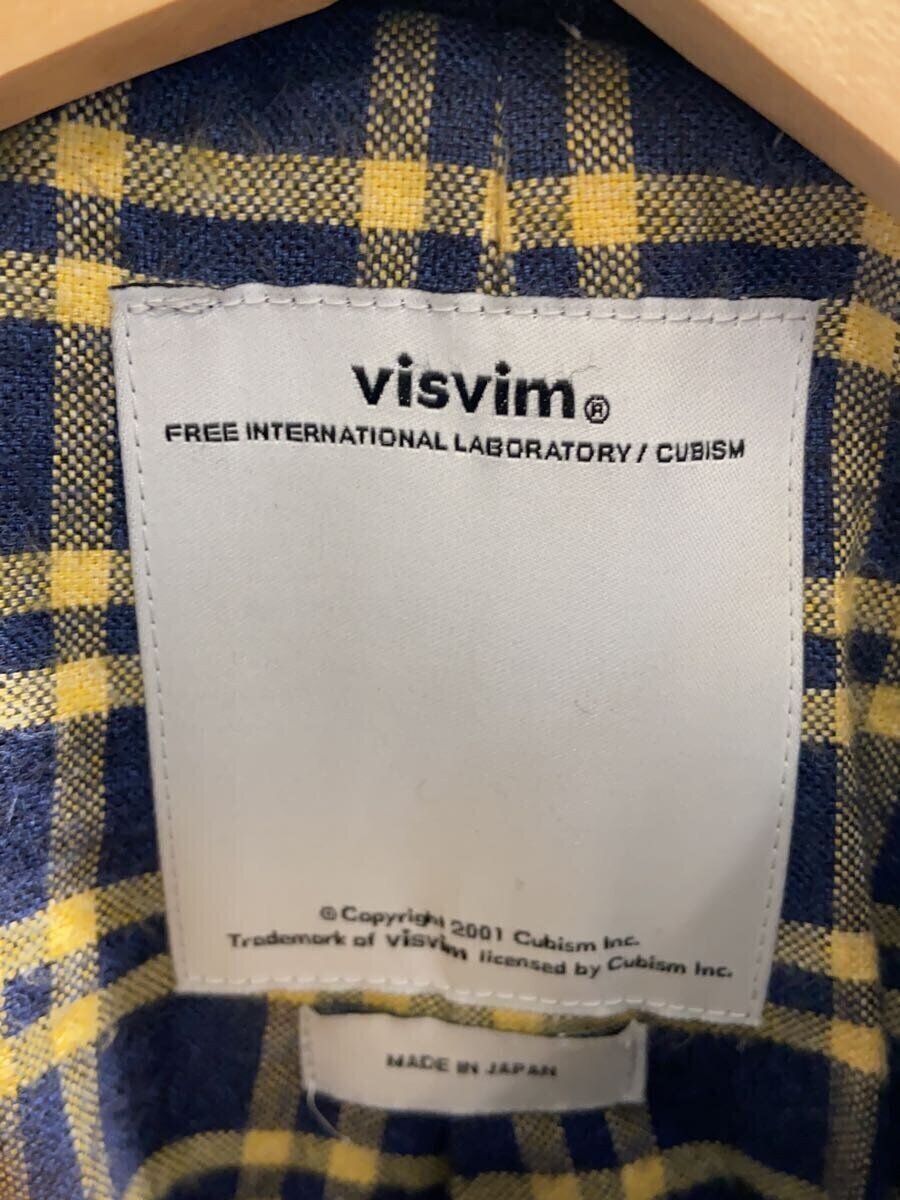 visvim®
FREE INTERNATIONAL LABORATORY / CUBISM
© Copyright 2001 Cubism Inc.
Trademark of visvim licensed by Cubism Inc.
MADE IN JAPAN